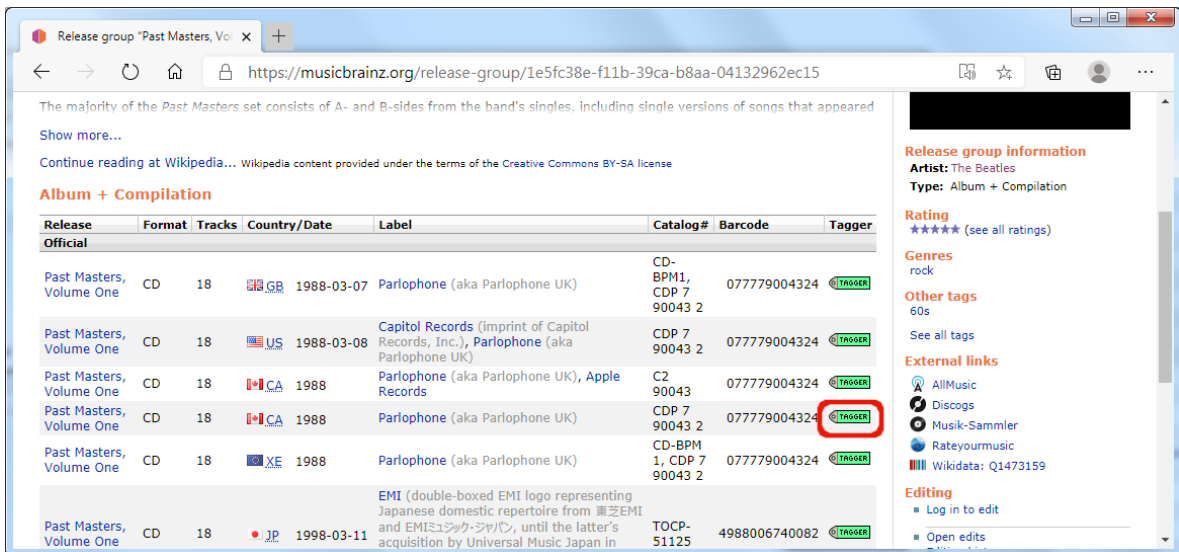 Release group "Past Masters, Vol
https://musicbrainz.org/release-group/1e5fc38e-f11b-39ca-b8aa-04132962ec15
The majority of the Past Masters set consists of A- and B-sides from the band's singles, including single versions of songs that appeared
Show more...
Continue reading at Wikipedia... Wikipedia content provided under the terms of the Creative Commons BY-SA license
Album + Compilation
Release Format Tracks Country/Date Label Catalog# Barcode Tagger
Official
Past Masters, Volume One CD 18 GB 1988-03-07 Parlophone (aka Parlophone UK) CD-BPM1, CDP 7 90043 2 077779004324 TAGGER
Past Masters, Volume One CD 18 US 1988-03-08 Capitol Records (imprint of Capitol Records, Inc.), Parlophone (aka Parlophone UK) CDP 7 90043 2 077779004324 TAGGER
Past Masters, Volume One CD 18 CA 1988 Parlophone (aka Parlophone UK), Apple Records C2 90043 077779004324 TAGGER
Past Masters, Volume One CD 18 CA 1988 Parlophone (aka Parlophone UK) CDP 7 90043 2 077779004324 TAGGER
Past Masters, Volume One CD 18 XE 1988 Parlophone (aka Parlophone UK) CD-BPM 1, CDP 7 90043 2 077779004324 TAGGER
Past Masters, Volume One CD 18 JP 1998-03-11 EMI (double-boxed EMI logo representing Japanese domestic repertoire from 東芝EMI and EMIミュージック・ジャパン, until the latter's acquisition by Universal Music Japan in TOCP-51125 4988006740082 TAGGER
Release group information
Artist: The Beatles
Type: Album + Compilation
Rating
(see all ratings)
Genres
rock
Other tags
60s
See all tags
External links
AllMusic
Discogs
Musik-Sammler
Rateyourmusic
Wikidata: Q1473159
Editing
Log in to edit
Open edits